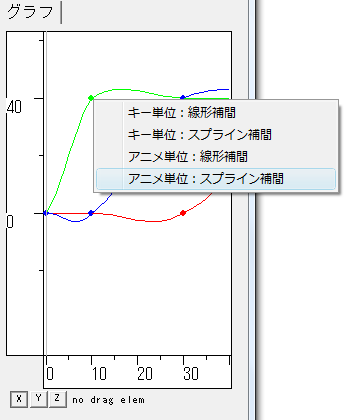 グラフ
40
0
キー単位：線形補間
キー単位：スプライン補間
アニメ単位：線形補間
アニメ単位：スプライン補間
0 10 20 30
X Y Z no drag elem